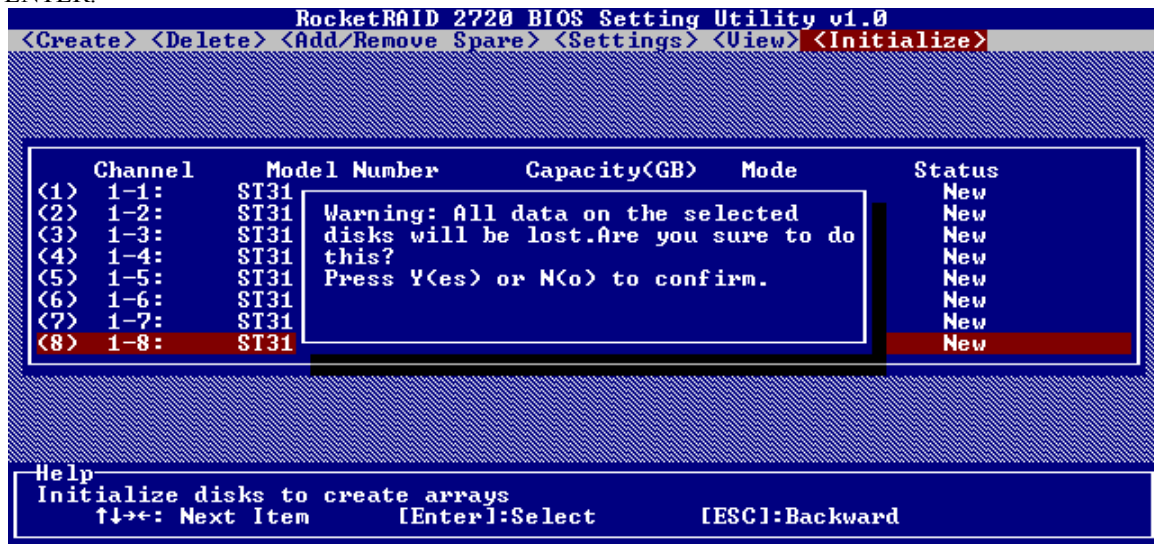 RocketRAID 2720 BIOS Setting Utility v1.0
<Create> <Delete> <Add/Remove Spare> <Settings> <View> <Initialize>
Channel Model Number Capacity(GB) Mode Status
(1) 1-1: ST31 New
(2) 1-2: ST31 New
(3) 1-3: ST31 New
(4) 1-4: ST31 New
(5) 1-5: ST31 New
(6) 1-6: ST31 New
(7) 1-7: ST31 New
(8) 1-8: ST31 New
Warning: All data on the selected
disks will be lost.Are you sure to do
this?
Press Y(es) or N(o) to confirm.
Help
Initialize disks to create arrays
↑↓→←: Next Item [Enter]:Select [ESC]:Backward